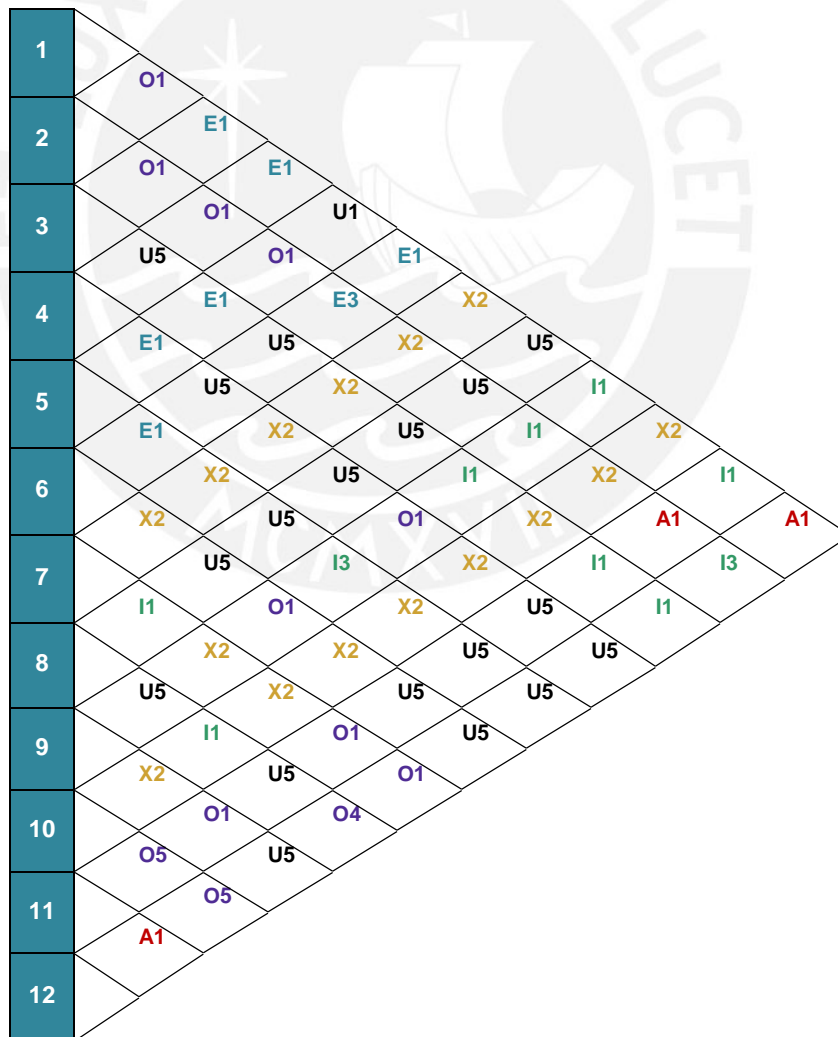 LUCET
1
O1
E1
2
O1 E1
O1 U1
3
U5 O1 E1
E1 E3 X2
4
E1 U5 X2 U5
U5 X2 U5 I1
5
E1 X2 U5 I1 X2
X2 U5 I1 X2 I1
6
X2 U5 O1 X2 A1 A1
U5 I3 X2 I1 I3
7
I1 O1 X2 U5 I1
X2 X2 U5 U5
8
U5 X2 U5 U5
I1 O1 U5
9
X2 U5 O1
O1 O4
10
O5 U5
O5
11
A1
12